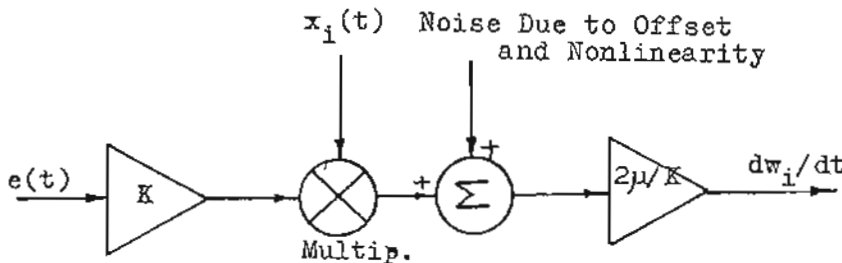 x_i(t)
Noise Due to Offset
and Nonlinearity
e(t)
K
+
+
Σ
2μ/K
dw_i/dt
Multip.